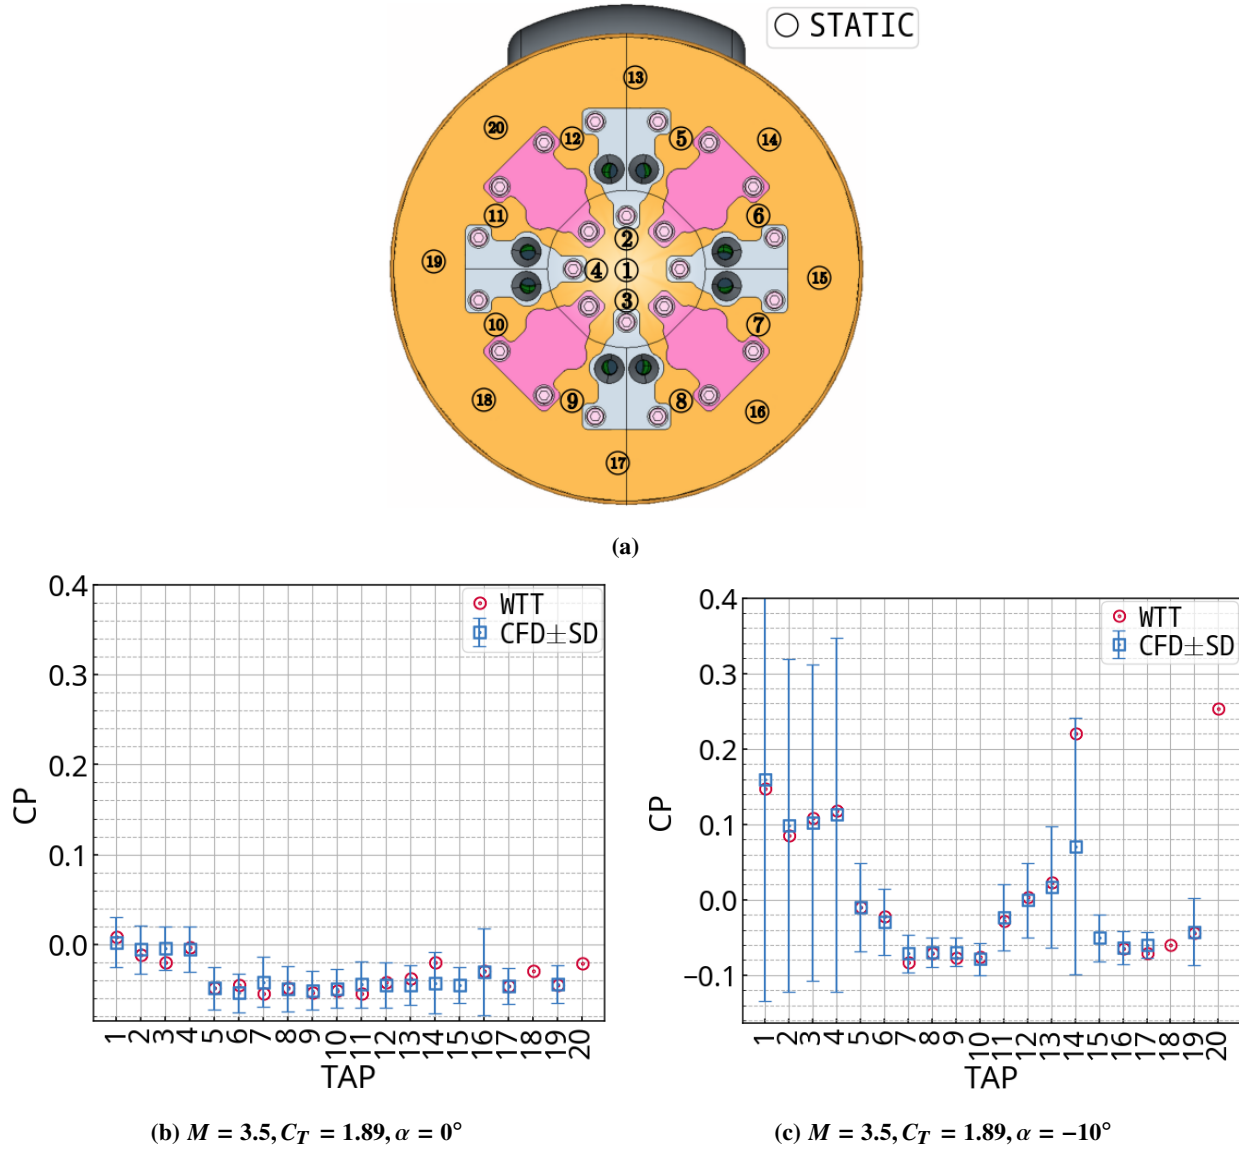 STATIC
13
20
12
5
14
11
6
2
19
4
1
15
3
10
7
18
9
8
16
17
(a)
0.4
0.3
0.2
0.1
0.0
CP
WTT
CFD±SD
1 2 3 4 5 6 7 8 9 10 11 12 13 14 15 16 17 18 19 20
TAP
(b) M = 3.5, C_T = 1.89, α = 0°
0.4
0.3
0.2
0.1
0.0
−0.1
CP
WTT
CFD±SD
1 2 3 4 5 6 7 8 9 10 11 12 13 14 15 16 17 18 19 20
TAP
(c) M = 3.5, C_T = 1.89, α = −10°